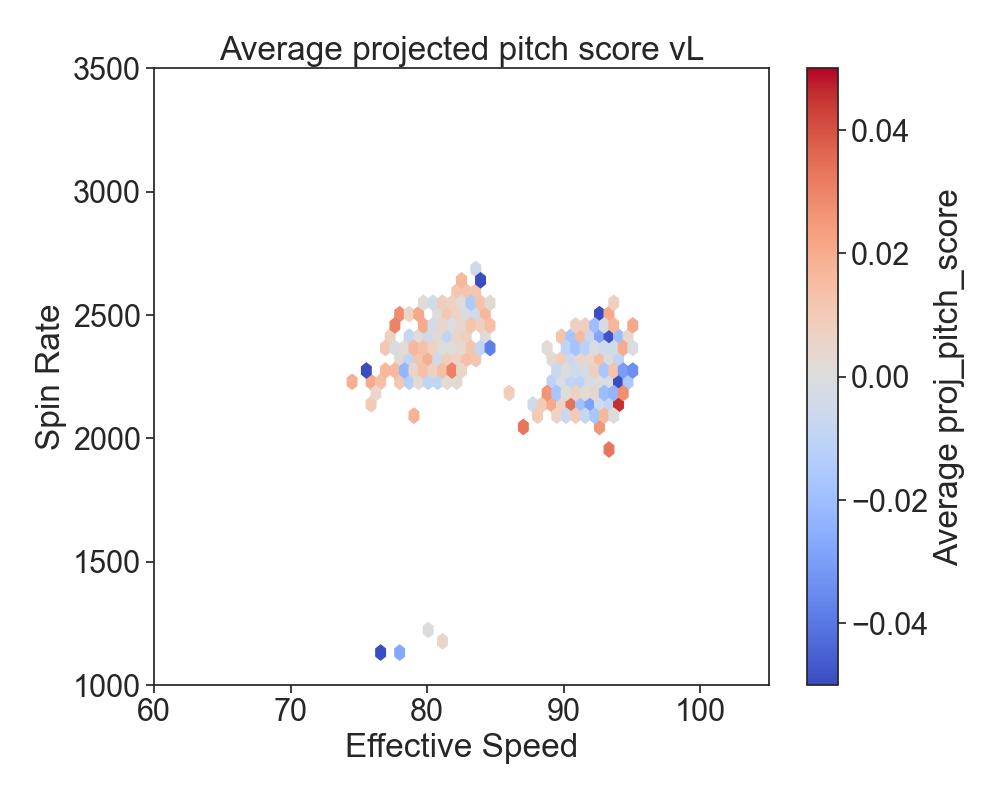 Average projected pitch score vL
3500
3000
2500
2000
1500
1000
Spin Rate
60 70 80 90 100
Effective Speed
0.04
0.02
0.00
−0.02
−0.04
Average proj_pitch_score